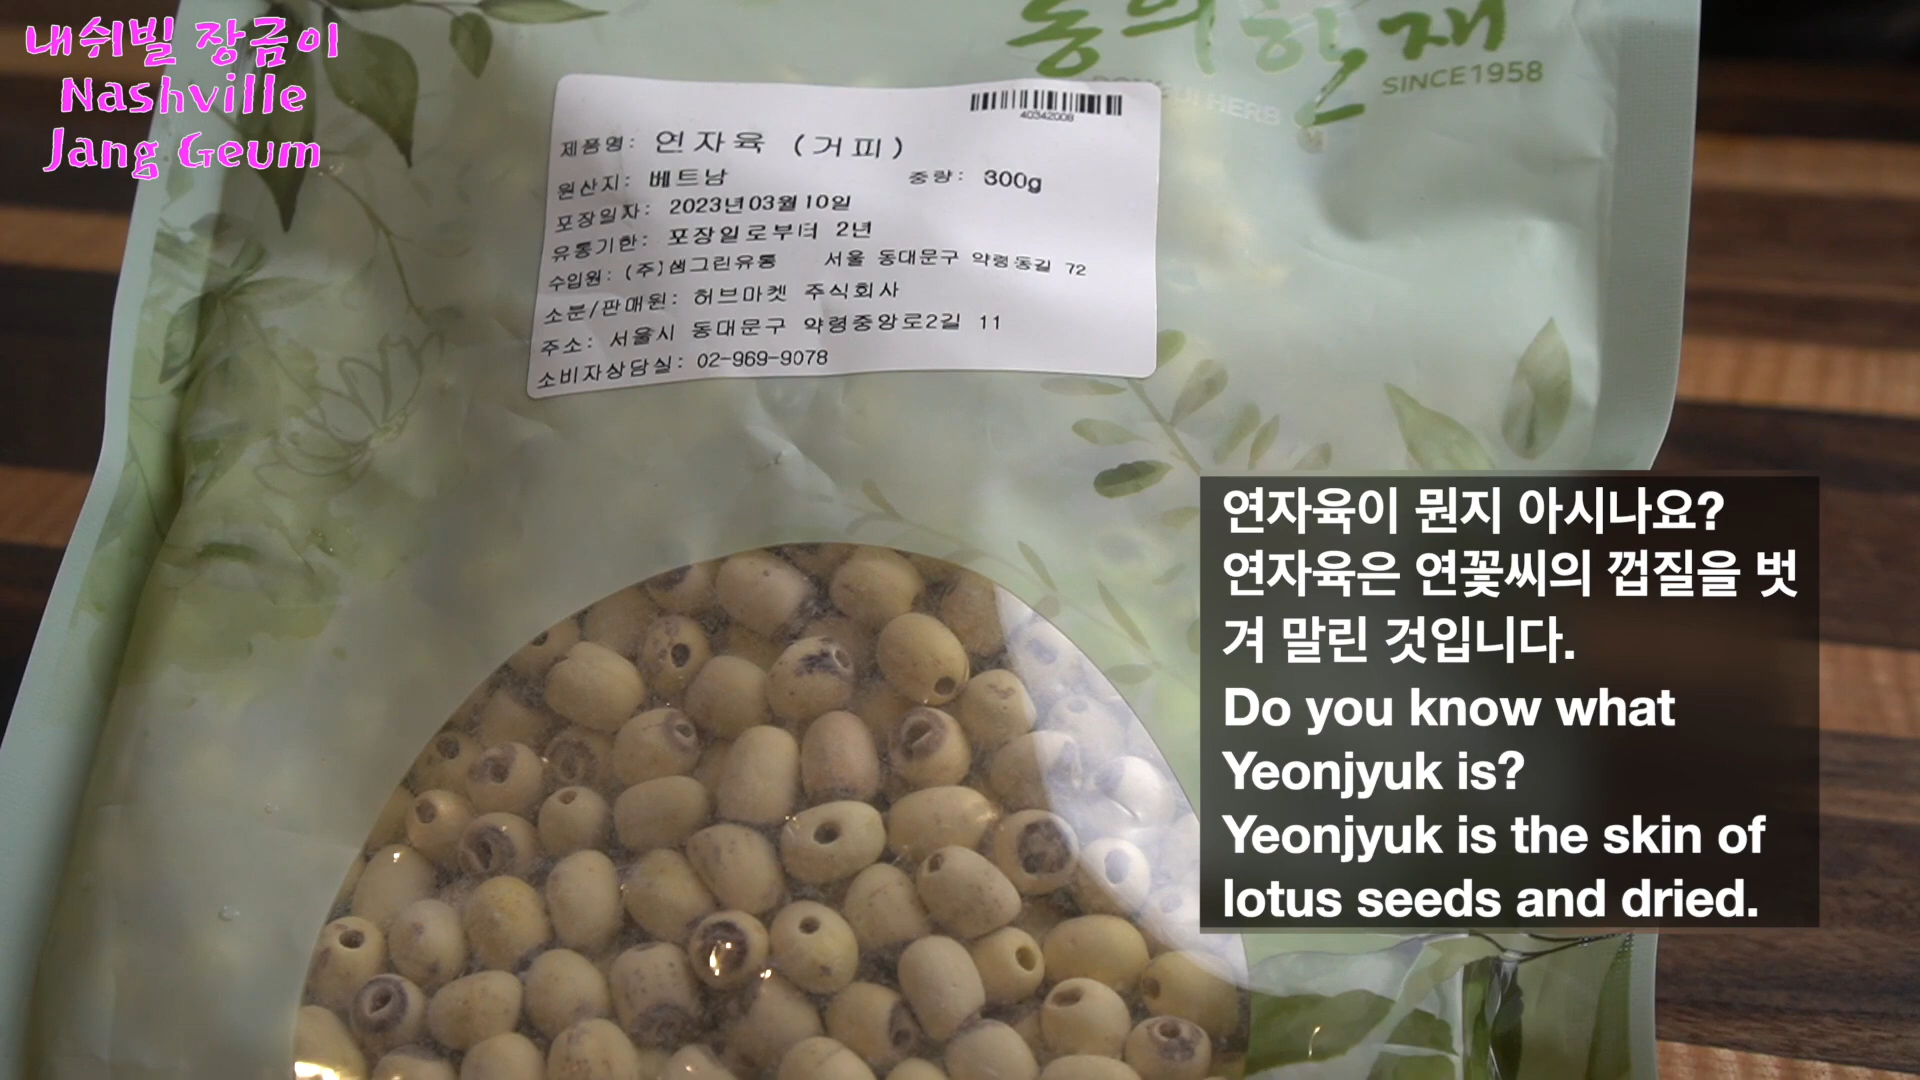 내쉬빌 장금이
Nashville
Jang Geum
동의한재
SINCE1958
HERB
40342008
제품명: 연자육 (거피)
원산지: 베트남 중량: 300g
포장일자: 2023년03월10일
유통기한: 포장일로부터 2년
수입원: (주)샘그린유통 서울 동대문구 약령동길 72
소분/판매원: 허브마켓 주식회사
주소: 서울시 동대문구 약령중앙로2길 11
소비자상담실: 02-969-9078
연자육이 뭔지 아시나요?
연자육은 연꽃씨의 껍질을 벗
겨 말린 것입니다.
Do you know what
Yeonjyuk is?
Yeonjyuk is the skin of
lotus seeds and dried.